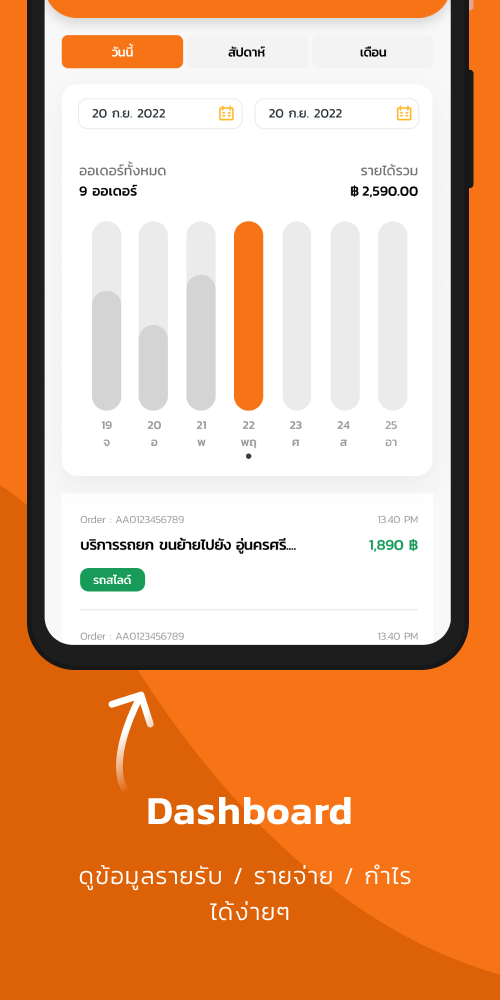 วันนี้ สัปดาห์ เดือน
20 ก.ย. 2022 20 ก.ย. 2022
ออเดอร์ทั้งหมด รายได้รวม
9 ออเดอร์ ฿ 2,590.00
19 20 21 22 23 24 25
จ อ พ พฤ ศ ส อา
Order : AA0123456789 13.40 PM
บริการรถยก ขนย้ายไปยัง อู่นครศรี.... 1,890 ฿
รถสไลด์
Order : AA0123456789 13.40 PM
Dashboard
ดูข้อมูลรายรับ / รายจ่าย / กำไร
ได้ง่ายๆ